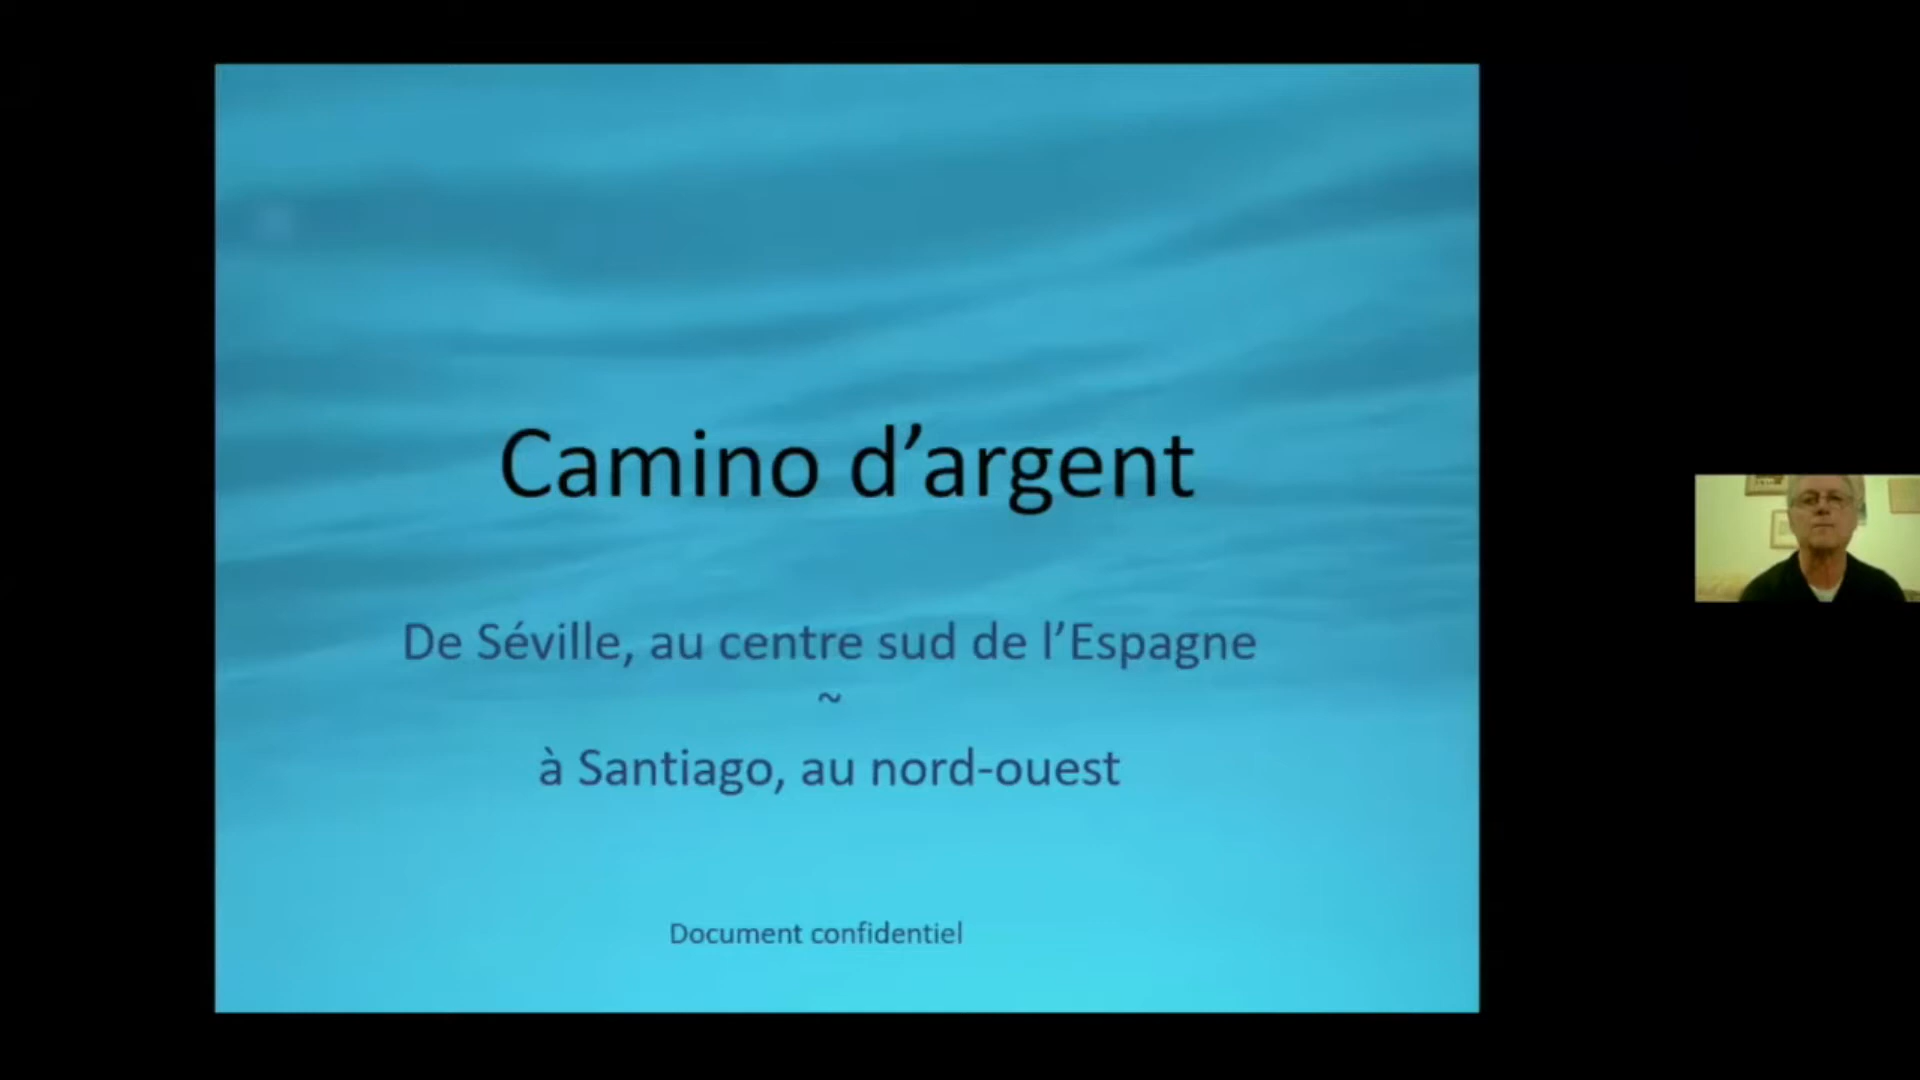 Camino d’argent
De Séville, au centre sud de l’Espagne
~
à Santiago, au nord-ouest
Document confidentiel